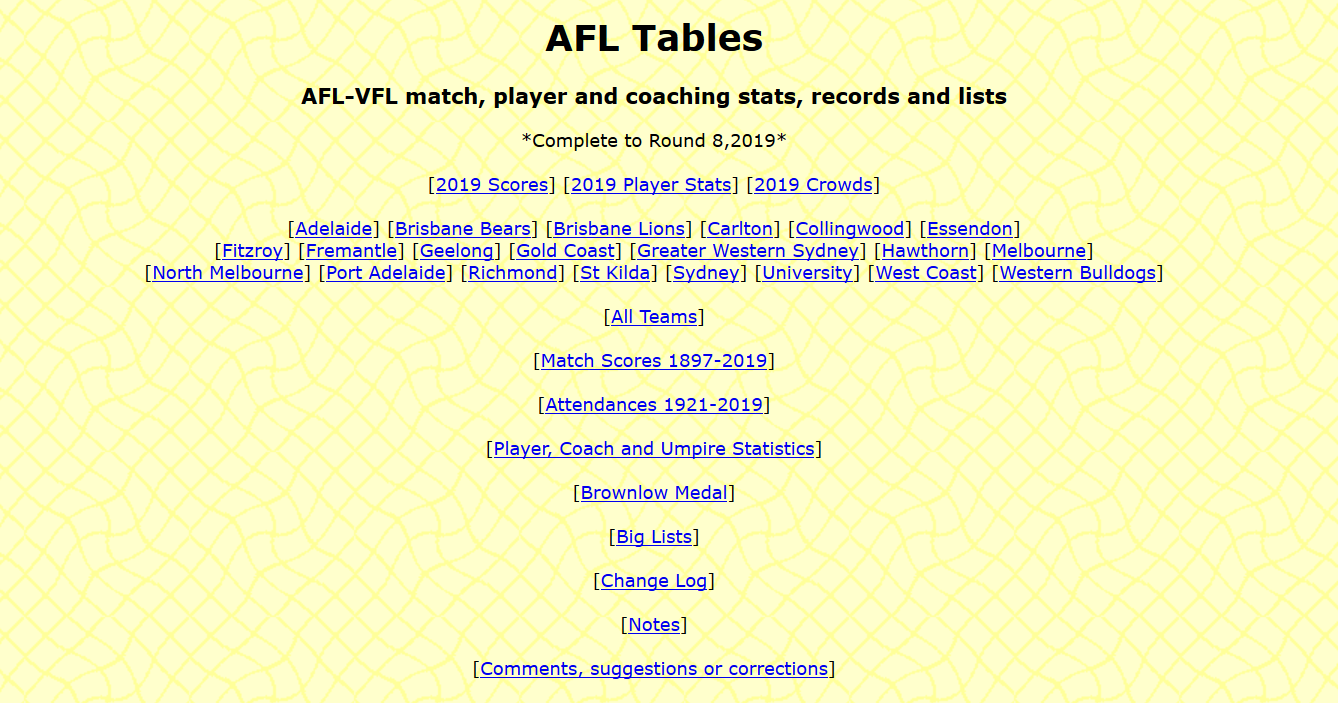 AFL Tables
AFL-VFL match, player and coaching stats, records and lists
*Complete to Round 8,2019*
[2019 Scores] [2019 Player Stats] [2019 Crowds]
[Adelaide] [Brisbane Bears] [Brisbane Lions] [Carlton] [Collingwood] [Essendon]
[Fitzroy] [Fremantle] [Geelong] [Gold Coast] [Greater Western Sydney] [Hawthorn] [Melbourne]
[North Melbourne] [Port Adelaide] [Richmond] [St Kilda] [Sydney] [University] [West Coast] [Western Bulldogs]
[All Teams]
[Match Scores 1897-2019]
[Attendances 1921-2019]
[Player, Coach and Umpire Statistics]
[Brownlow Medal]
[Big Lists]
[Change Log]
[Notes]
[Comments, suggestions or corrections]